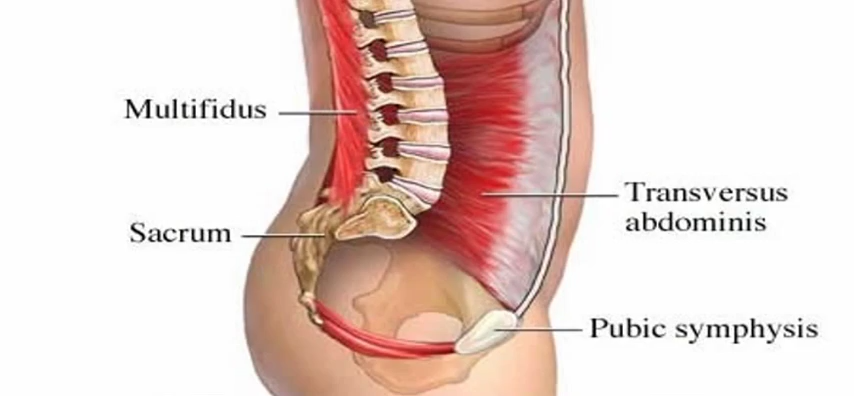 Multifidus
Transversus
abdominis
Sacrum
Pubic symphysis